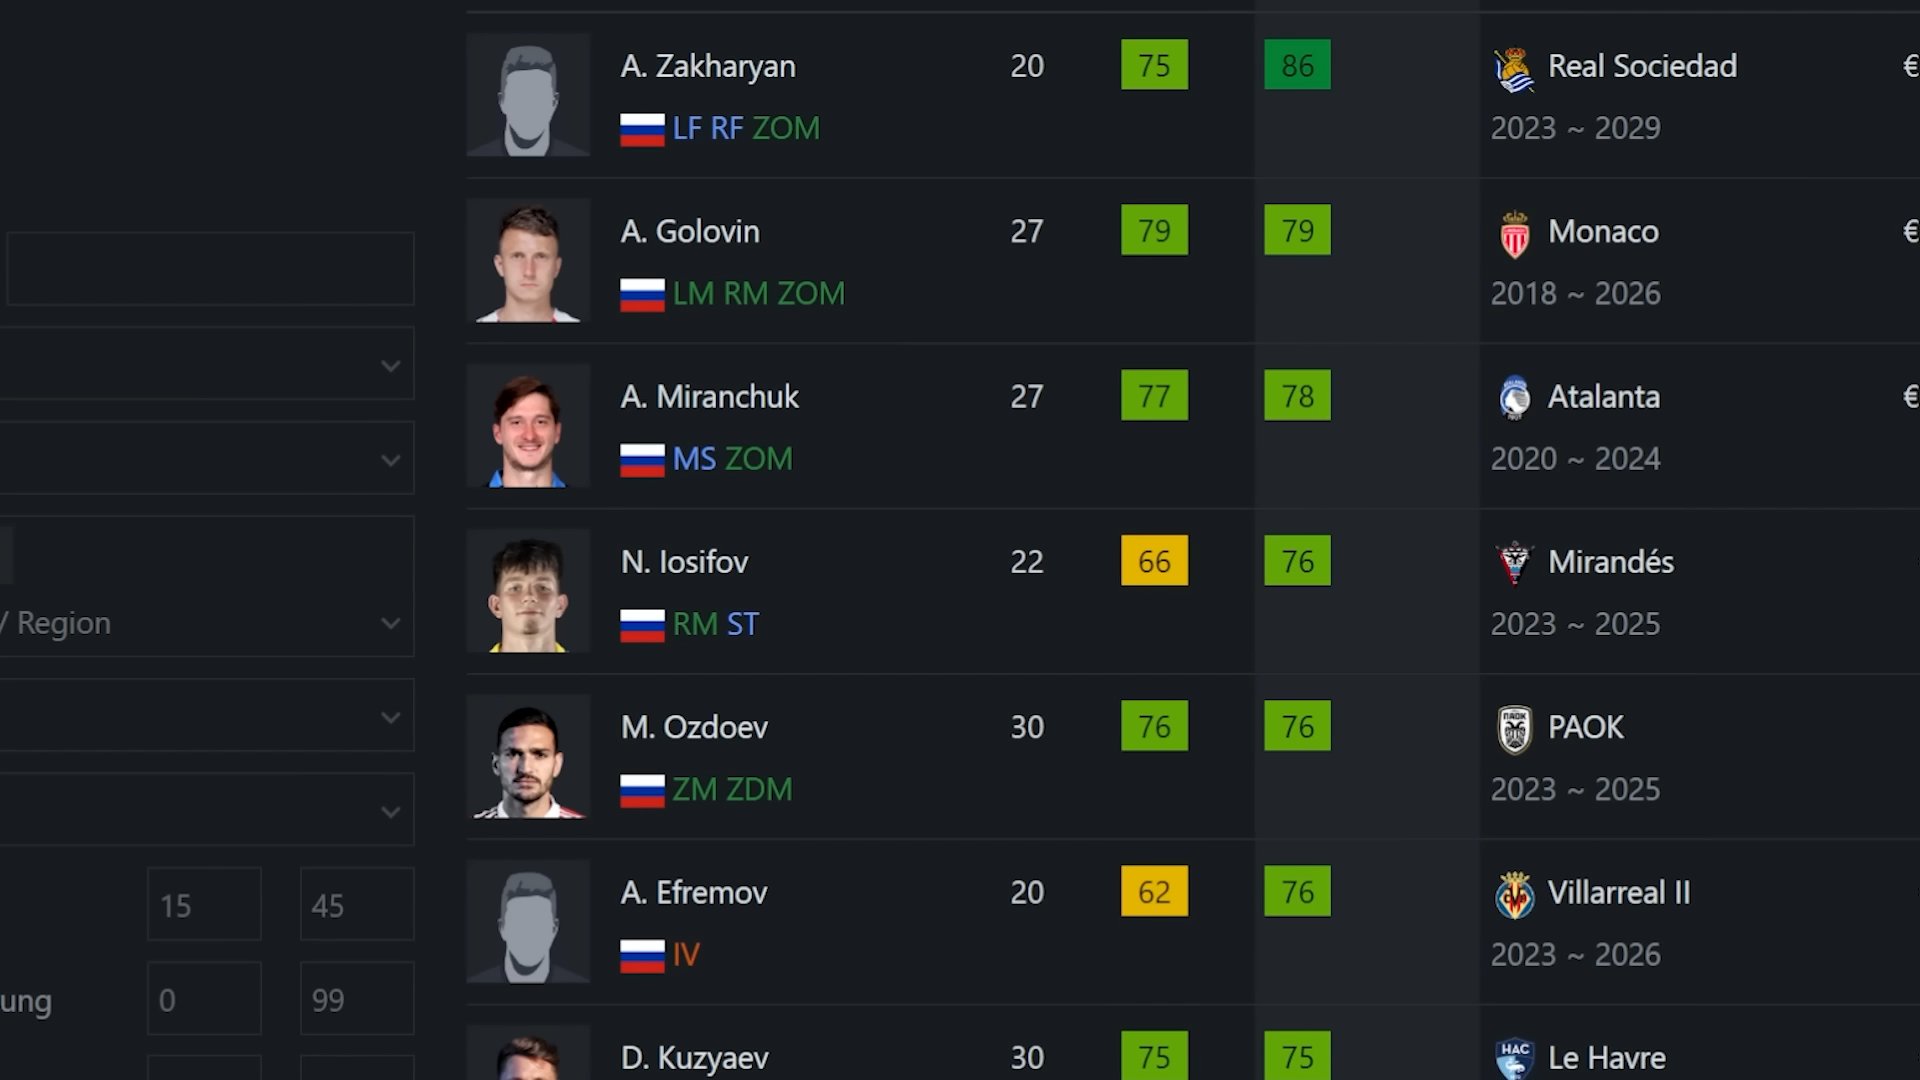 A. Zakharyan 20 75 86 Real Sociedad €
LF RF ZOM 2023 ~ 2029
A. Golovin 27 79 79 Monaco €
LM RM ZOM 2018 ~ 2026
A. Miranchuk 27 77 78 Atalanta €
MS ZOM 2020 ~ 2024
N. Iosifov 22 66 76 Mirandés
/ Region
RM ST 2023 ~ 2025
M. Ozdoev 30 76 76 PAOK
ZM ZDM 2023 ~ 2025
A. Efremov 20 62 76 Villarreal II
15 45
IV 2023 ~ 2026
ung 0 99
D. Kuzyaev 30 75 75 HAC Le Havre